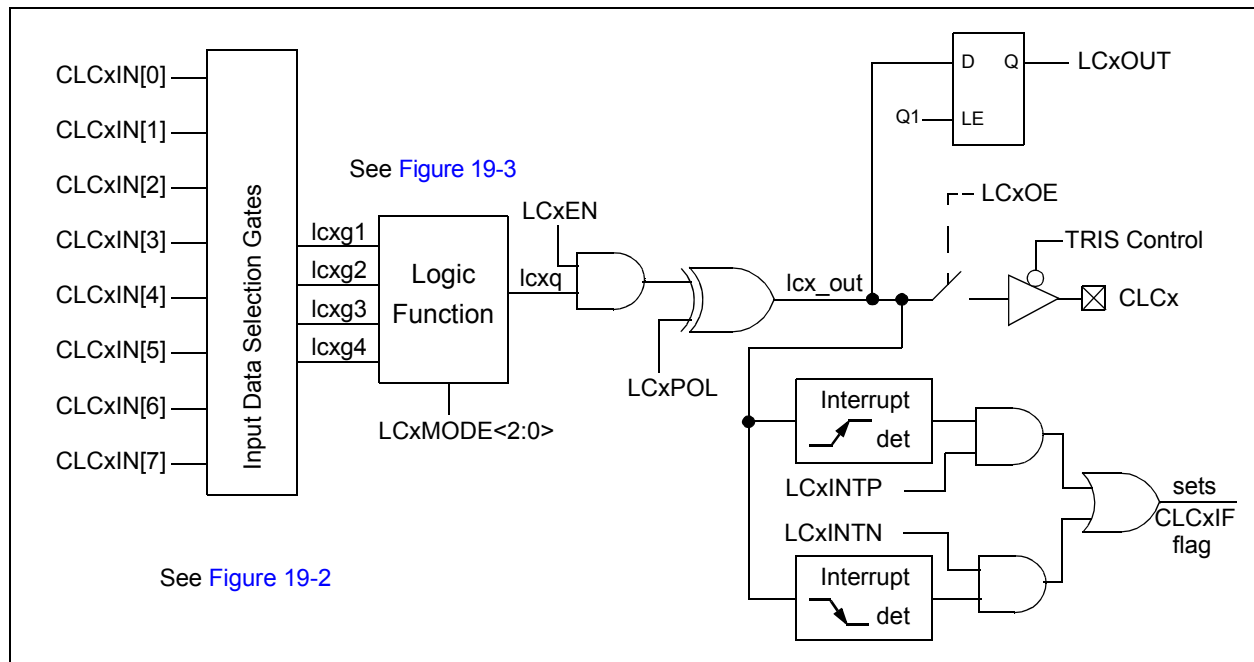 CLCxIN[0]
CLCxIN[1]
CLCxIN[2]
CLCxIN[3]
CLCxIN[4]
CLCxIN[5]
CLCxIN[6]
CLCxIN[7]
Input Data Selection Gates
See Figure 19-2
See Figure 19-3
lcxg1
lcxg2
lcxg3
lcxg4
Logic
Function
LCxMODE<2:0>
LCxEN
lcxq
LCxPOL
lcx_out
D
Q
LCxOUT
Q1
LE
LCxOE
TRIS Control
CLCx
Interrupt
det
LCxINTP
LCxINTN
Interrupt
det
sets
CLCxIF
flag